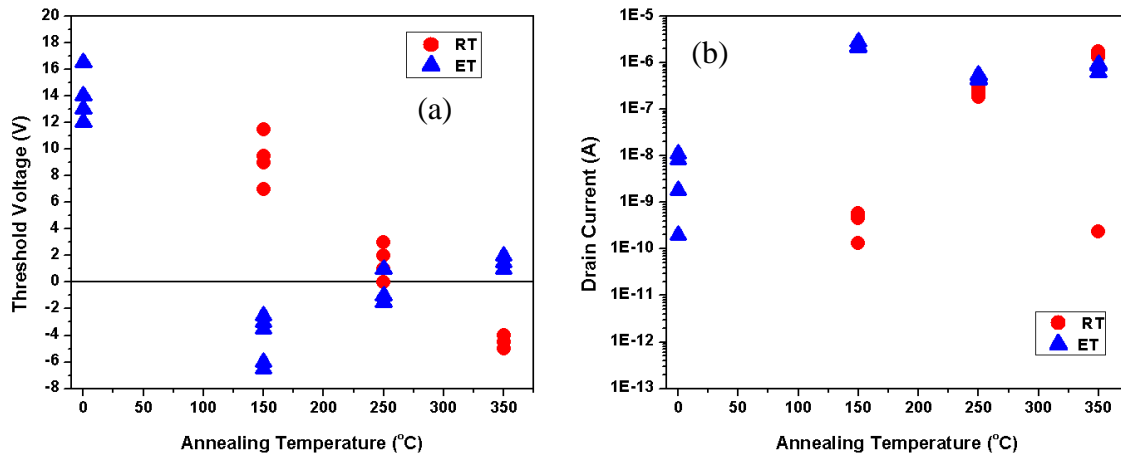 (a)
RT
ET
Threshold Voltage (V)
20
18
16
14
12
10
8
6
4
2
0
-2
-4
-6
-8
0
50
100
150
200
250
300
350
Annealing Temperature (°C)
(b)
RT
ET
Drain Current (A)
1E-5
1E-6
1E-7
1E-8
1E-9
1E-10
1E-11
1E-12
1E-13
0
50
100
150
200
250
300
350
Annealing Temperature (°C)